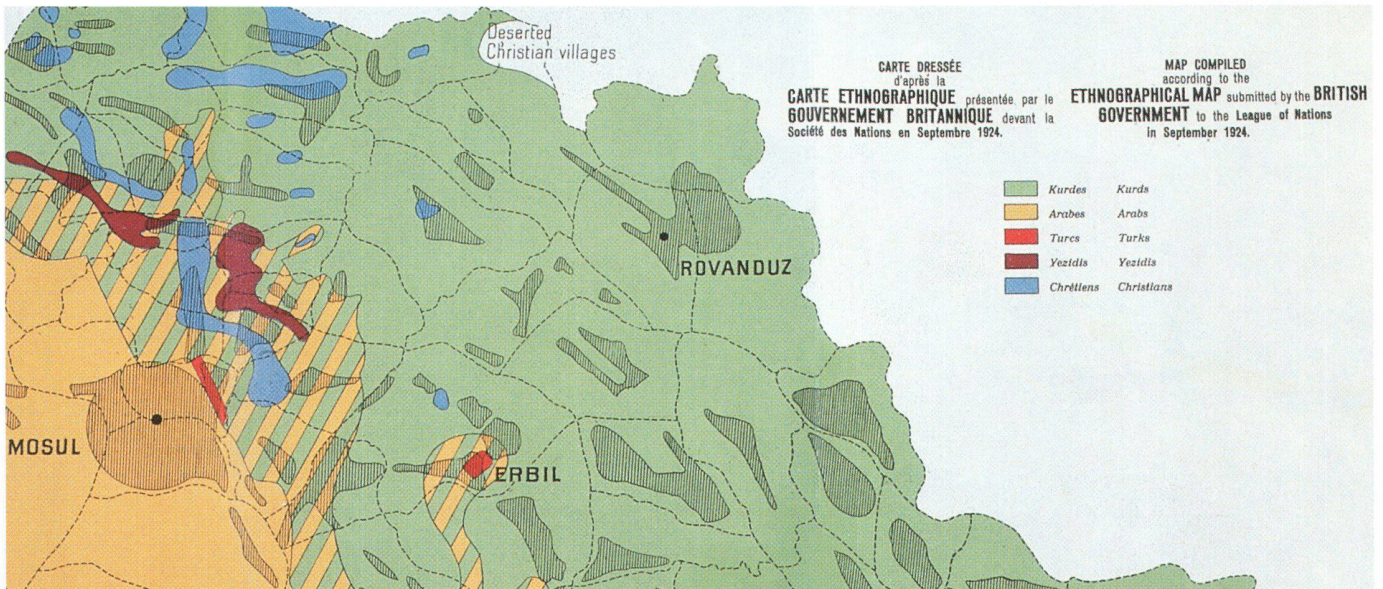 Deserted
Christian villages
CARTE DRESSÉE
d'après la
CARTE ETHNOGRAPHIQUE présentée par le
GOUVERNEMENT BRITANNIQUE devant la
Société des Nations en Septembre 1924.
MAP COMPILED
according to the
ETHNOGRAPHICAL MAP submitted by the BRITISH
GOVERNMENT to the League of Nations
in September 1924.
Kurdes Kurds
Arabes Arabs
Turcs Turks
Yezidis Yezidis
Chrétiens Christians
ROVANDUZ
MOSUL
ERBIL